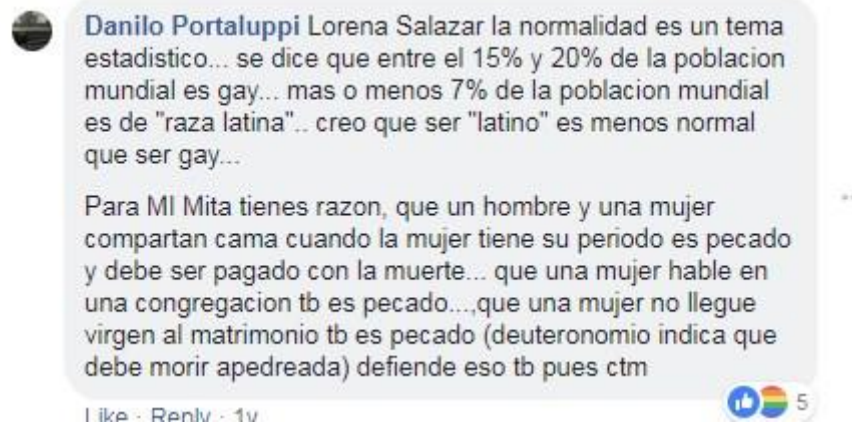 Danilo Portaluppi Lorena Salazar la normalidad es un tema
estadistico... se dice que entre el 15% y 20% de la poblacion
mundial es gay... mas o menos 7% de la poblacion mundial
es de "raza latina".. creo que ser "latino" es menos normal
que ser gay...
Para MI Mita tienes razon, que un hombre y una mujer
compartan cama cuando la mujer tiene su periodo es pecado
y debe ser pagado con la muerte... que una mujer hable en
una congregacion tb es pecado...,que una mujer no llegue
virgen al matrimonio tb es pecado (deuteronomio indica que
debe morir apedreada) defiende eso tb pues ctm
5
Like · Reply · 1y